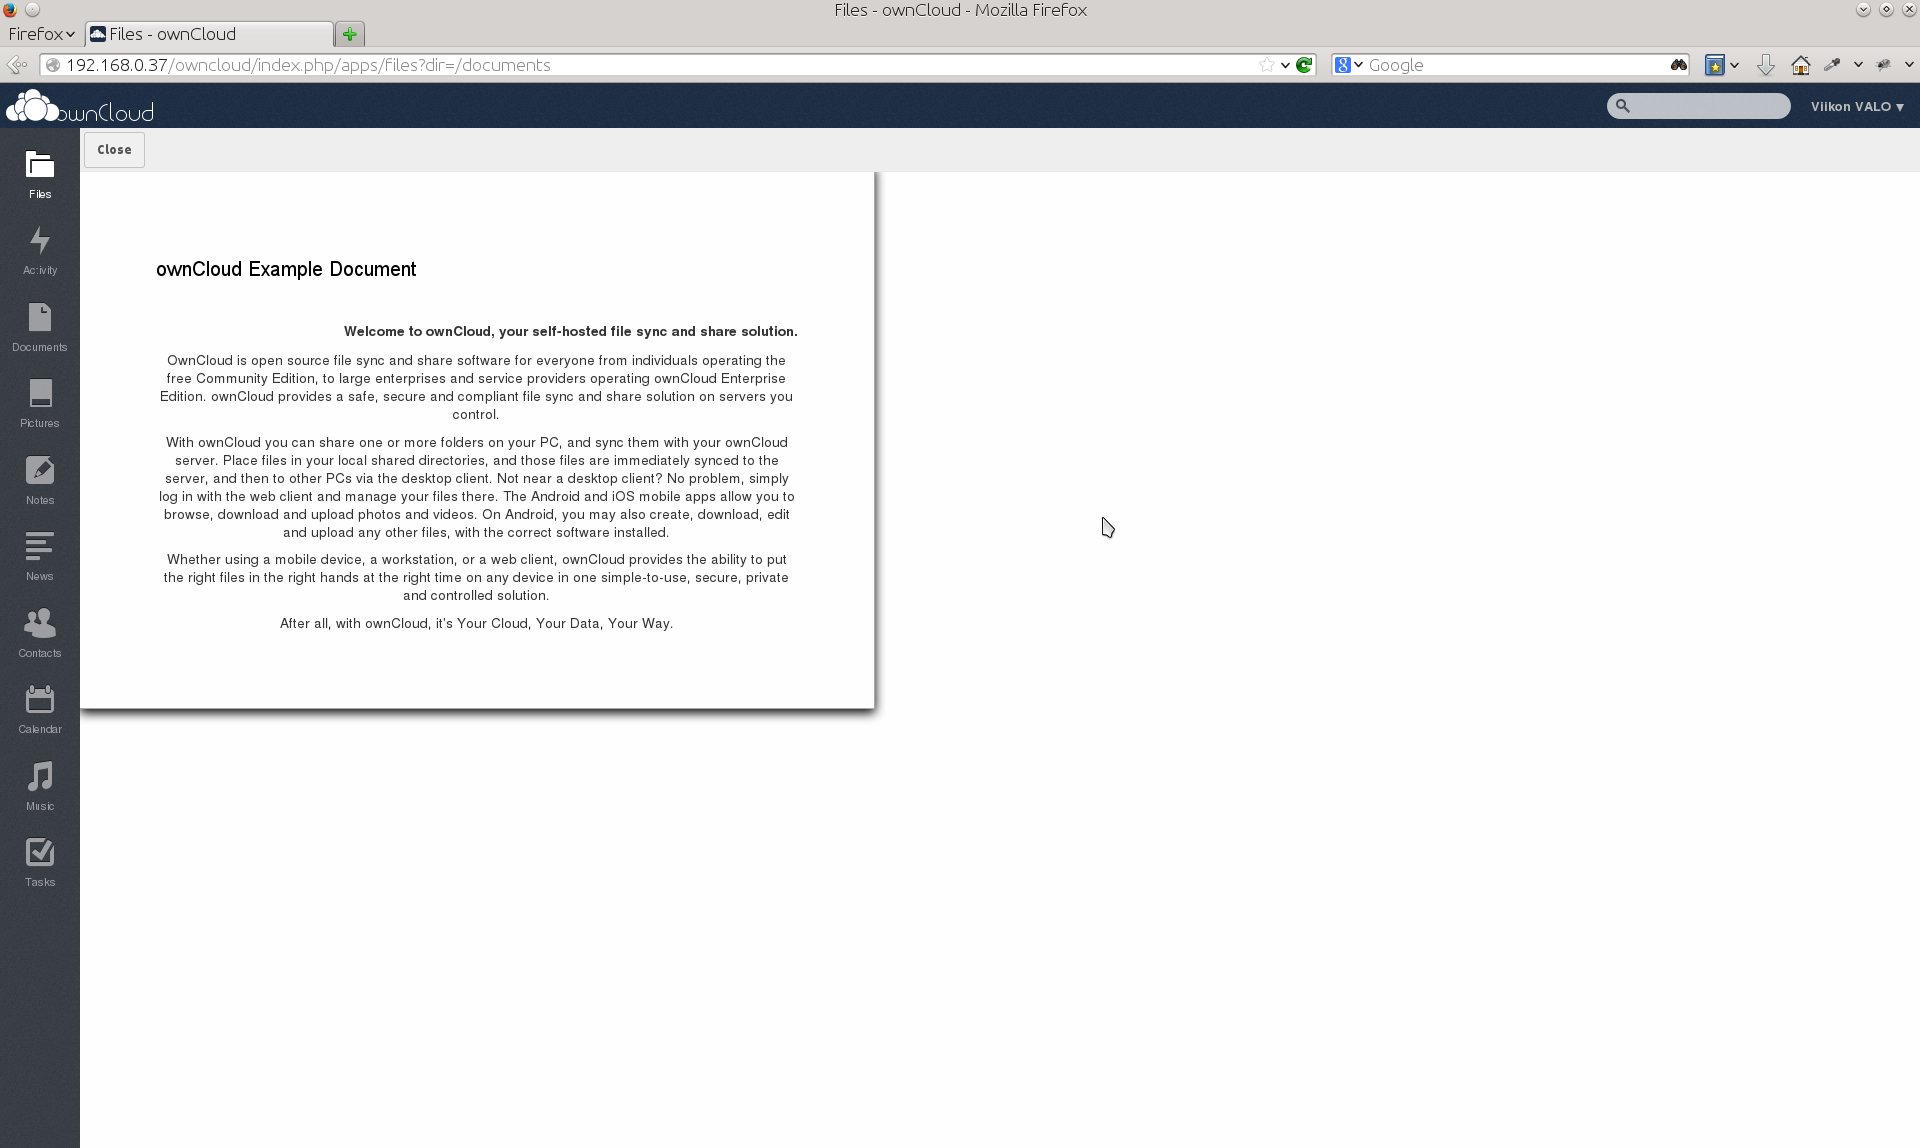 Files - ownCloud - Mozilla Firefox
Firefox
Files - ownCloud
192.168.0.37/owncloud/index.php/apps/files?dir=/documents
Google
ownCloud
Viikon VALO
Close
Files
Activity
Documents
Pictures
Notes
News
Contacts
Calendar
Music
Tasks
ownCloud Example Document
Welcome to ownCloud, your self-hosted file sync and share solution.
OwnCloud is open source file sync and share software for everyone from individuals operating the
free Community Edition, to large enterprises and service providers operating ownCloud Enterprise
Edition. ownCloud provides a safe, secure and compliant file sync and share solution on servers you
control.
With ownCloud you can share one or more folders on your PC, and sync them with your ownCloud
server. Place files in your local shared directories, and those files are immediately synced to the
server, and then to other PCs via the desktop client. Not near a desktop client? No problem, simply
log in with the web client and manage your files there. The Android and iOS mobile apps allow you to
browse, download and upload photos and videos. On Android, you may also create, download, edit
and upload any other files, with the correct software installed.
Whether using a mobile device, a workstation, or a web client, ownCloud provides the ability to put
the right files in the right hands at the right time on any device in one simple-to-use, secure, private
and controlled solution.
After all, with ownCloud, it's Your Cloud, Your Data, Your Way.